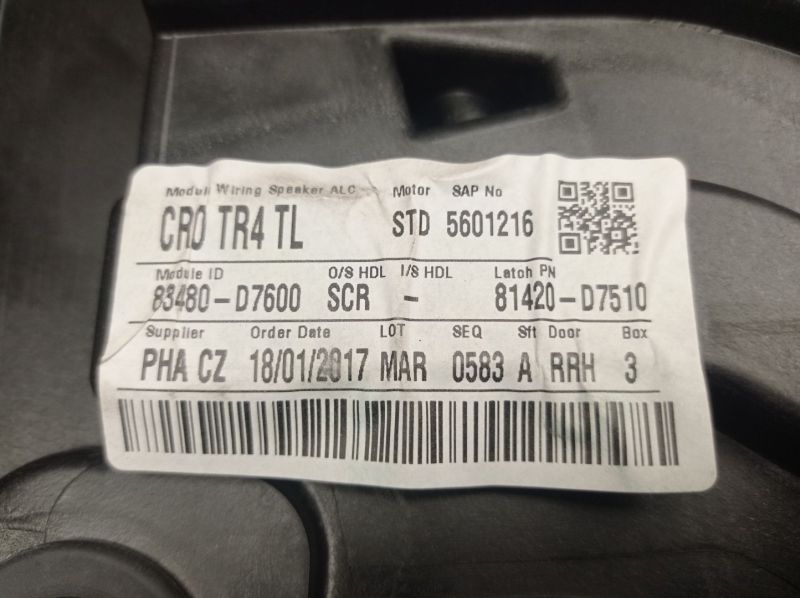 Modul Wiring Speaker ALC Motor SAP No
CRO TR4 TL STD 5601216
Module ID O/S HDL I/S HDL Latch PN
83480-D7600 SCR - 81420-D7510
Supplier Order Date LOT SEQ Sft Door Box
PHA CZ 18/01/2017 MAR 0583 A RRH 3